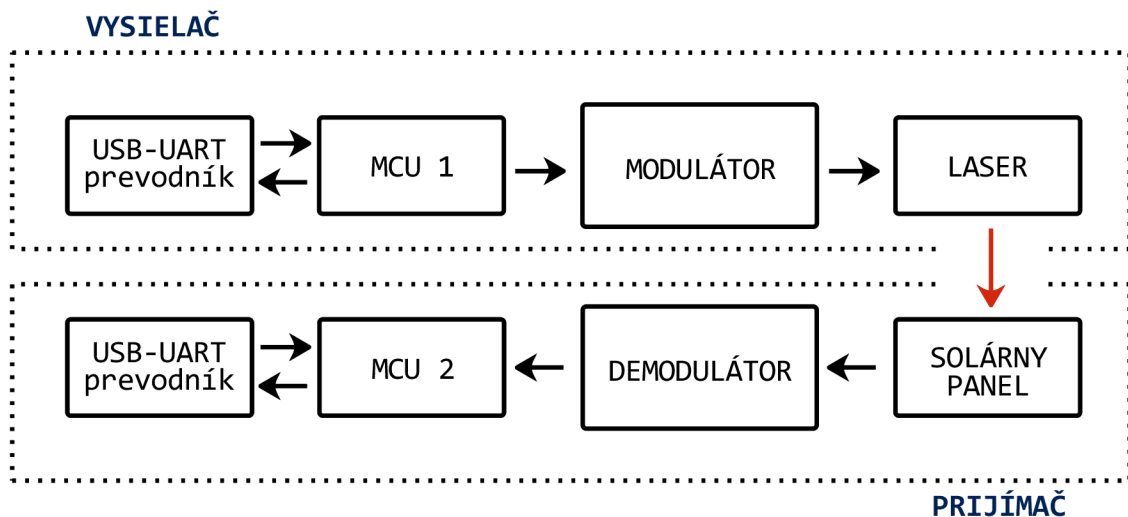 VYSIELAČ
USB-UART
prevodník
MCU 1
MODULÁTOR
LASER
USB-UART
prevodník
MCU 2
DEMODULÁTOR
SOLÁRNY
PANEL
PRIJÍMAČ